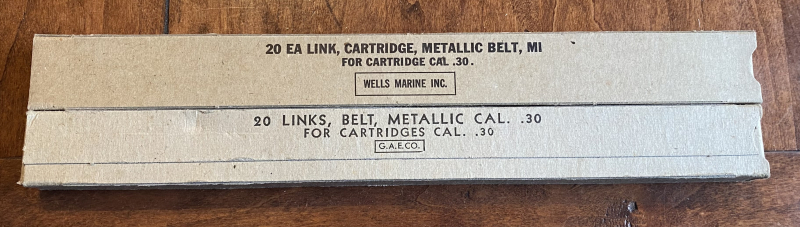 20 EA LINK, CARTRIDGE, METALLIC BELT, MI
FOR CARTRIDGE CAL .30.
WELLS MARINE INC.
20 LINKS, BELT, METALLIC CAL. .30
FOR CARTRIDGES CAL. .30
G.A.E.CO.